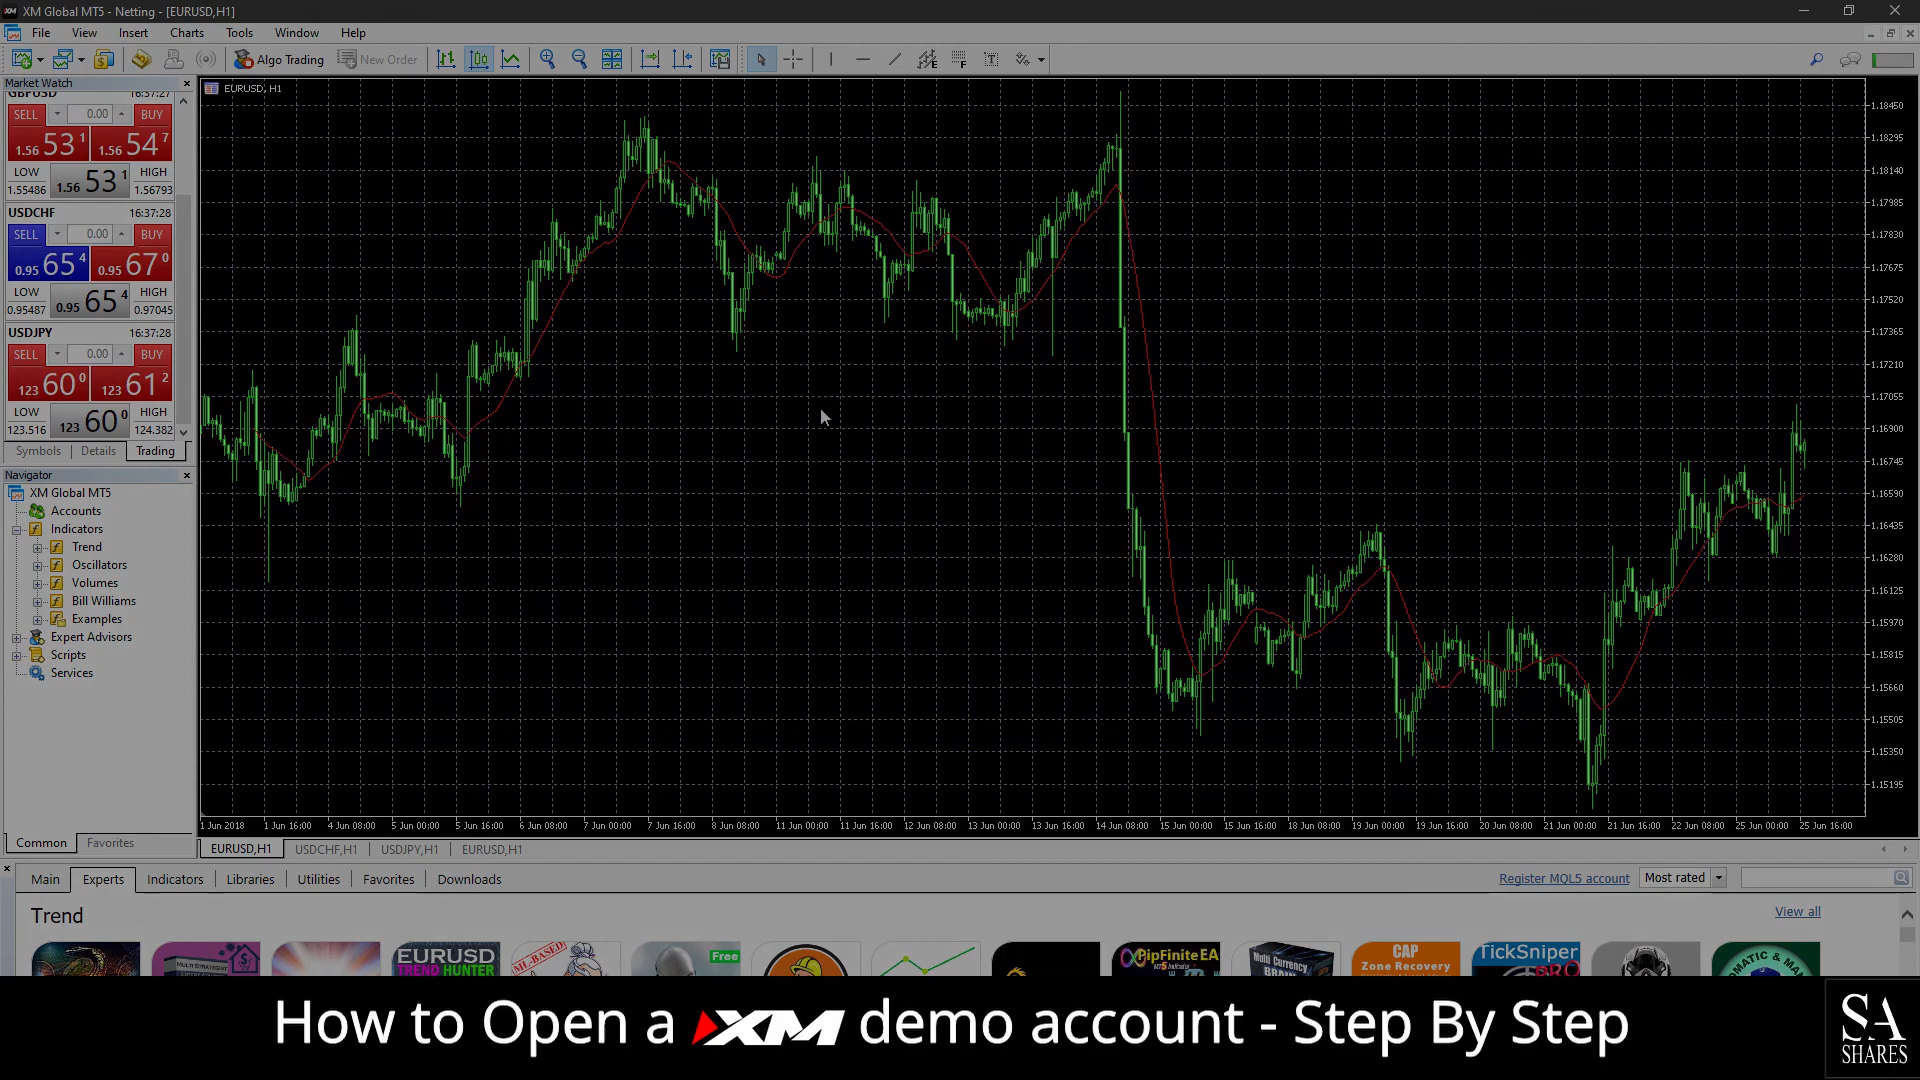 XM Global MT5 - Netting - [EURUSD,H1]
File View Insert Charts Tools Window Help
Algo Trading New Order
Market Watch
GBPUSD 16:37:27
SELL 0.00 BUY
1.56 53 1 1.56 54 7
LOW 1.56 53 1 HIGH
1.55486 1.56793
USDCHF 16:37:28
SELL 0.00 BUY
0.95 65 4 0.95 67 0
LOW 0.95 65 4 HIGH
0.95487 0.97045
USDJPY 16:37:28
SELL 0.00 BUY
123 60 0 123 61 2
LOW 123 60 0 HIGH
123.516 124.382
Symbols Details Trading
Navigator
XM Global MT5
Accounts
Indicators
Trend
Oscillators
Volumes
Bill Williams
Examples
Expert Advisors
Scripts
Services
Common Favorites
EURUSD, H1
1.18450
1.18295
1.18140
1.17985
1.17830
1.17675
1.17520
1.17365
1.17210
1.17055
1.16900
1.16745
1.16590
1.16435
1.16280
1.16125
1.15970
1.15815
1.15660
1.15505
1.15350
1.15195
1 Jun 2018 1 Jun 16:00 4 Jun 08:00 5 Jun 00:00 5 Jun 16:00 6 Jun 08:00 7 Jun 00:00 7 Jun 16:00 8 Jun 08:00 11 Jun 00:00 11 Jun 16:00 12 Jun 08:00 13 Jun 00:00 13 Jun 16:00 14 Jun 08:00 15 Jun 00:00 15 Jun 16:00 18 Jun 08:00 19 Jun 00:00 19 Jun 16:00 20 Jun 08:00 21 Jun 00:00 21 Jun 16:00 22 Jun 08:00 25 Jun 00:00 25 Jun 16:00
EURUSD,H1 USDCHF,H1 USDJPY,H1 EURUSD,H1
Main Experts Indicators Libraries Utilities Favorites Downloads Register MQL5 account Most rated
Trend View all
MULTI STRATEGIST
EURUSD
TREND HUNTER
ML-BASED
Free
PipFinite EA
Multi Currency
CAP
Zone Recovery
TickSniper
PRO
How to Open a XM demo account - Step By Step
SA
SHARES